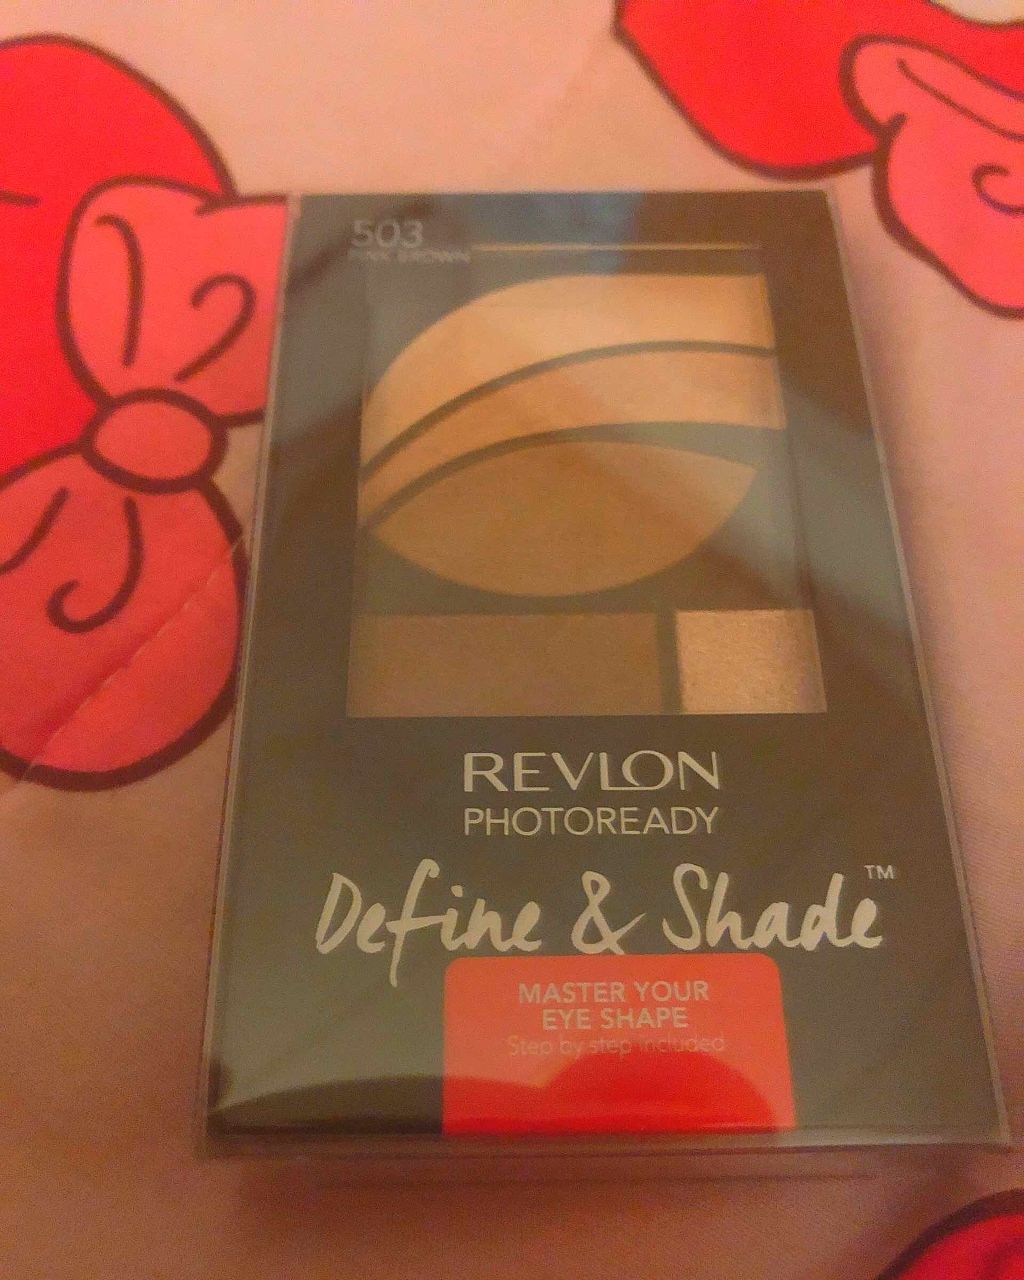 503
PINK BROWN
REVLON
PHOTOREADY
Define & Shade™
MASTER YOUR
EYE SHAPE
Step by step included